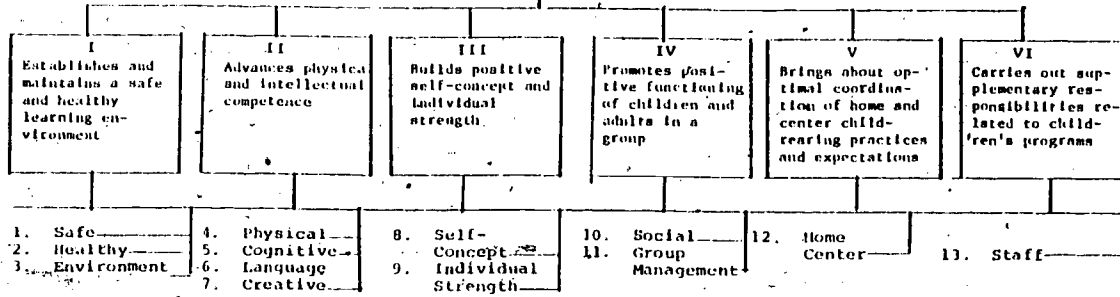 I
Establishes and
maintains a safe
and healthy
learning en-
vironment
II
Advances physical
and intellectual
competence
III
Builds positive
self-concept and
individual
strength
IV
Promotes posi-
tive functioning
of children and
adults in a
group
V
Brings about op-
timal coordina-
tion of home and
center child-
rearing practices
and expectations
VI
Carries out sup-
plementary res-
ponsibilities re-
lated to child-
ren's programs
1. Safe
2. Healthy
3. Environment
4. Physical
5. Cognitive
6. Language
7. Creative
8. Self-
Concept
9. Individual
Strength
10. Social
11. Group
Management
12. Home
Center
13. Staff